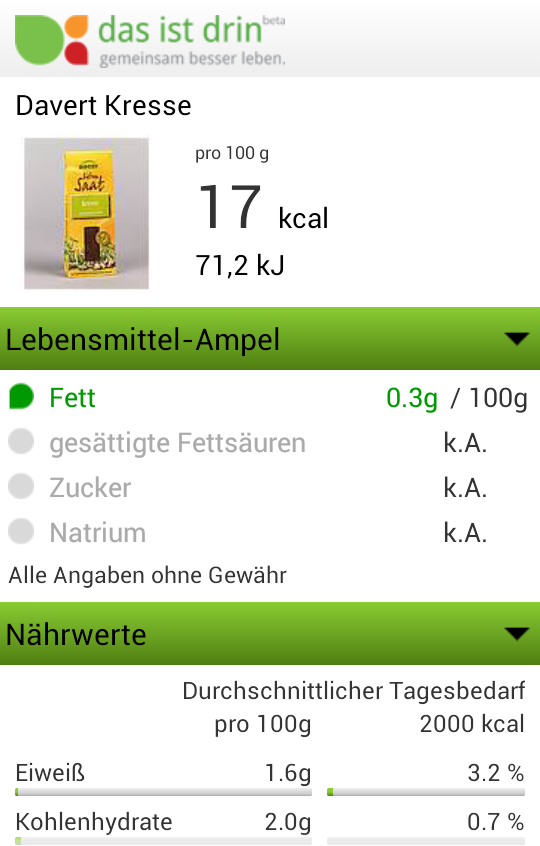 das ist drin beta
gemeinsam besser leben.
Davert Kresse
pro 100 g
17 kcal
71,2 kJ
Saat
Lebensmittel-Ampel
Fett 0.3g / 100g
gesättigte Fettsäuren k.A.
Zucker k.A.
Natrium k.A.
Alle Angaben ohne Gewähr
Nährwerte
Durchschnittlicher Tagesbedarf
pro 100g 2000 kcal
Eiweiß 1.6g 3.2 %
Kohlenhydrate 2.0g 0.7 %